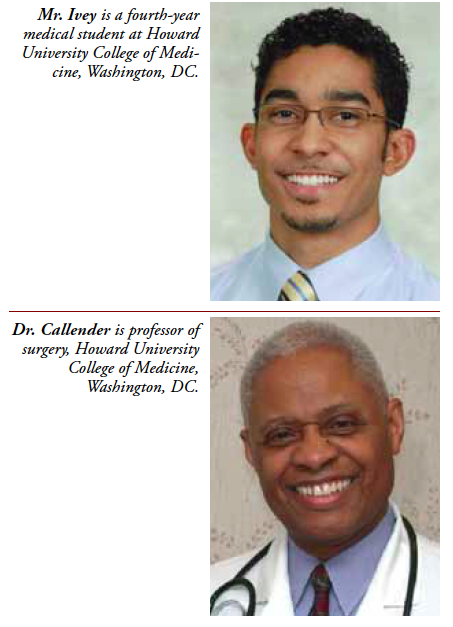 Mr. Ivey is a fourth-year
medical student at Howard
University College of Medi-
cine, Washington, DC.
Dr. Callender is professor of
surgery, Howard University
College of Medicine,
Washington, DC.